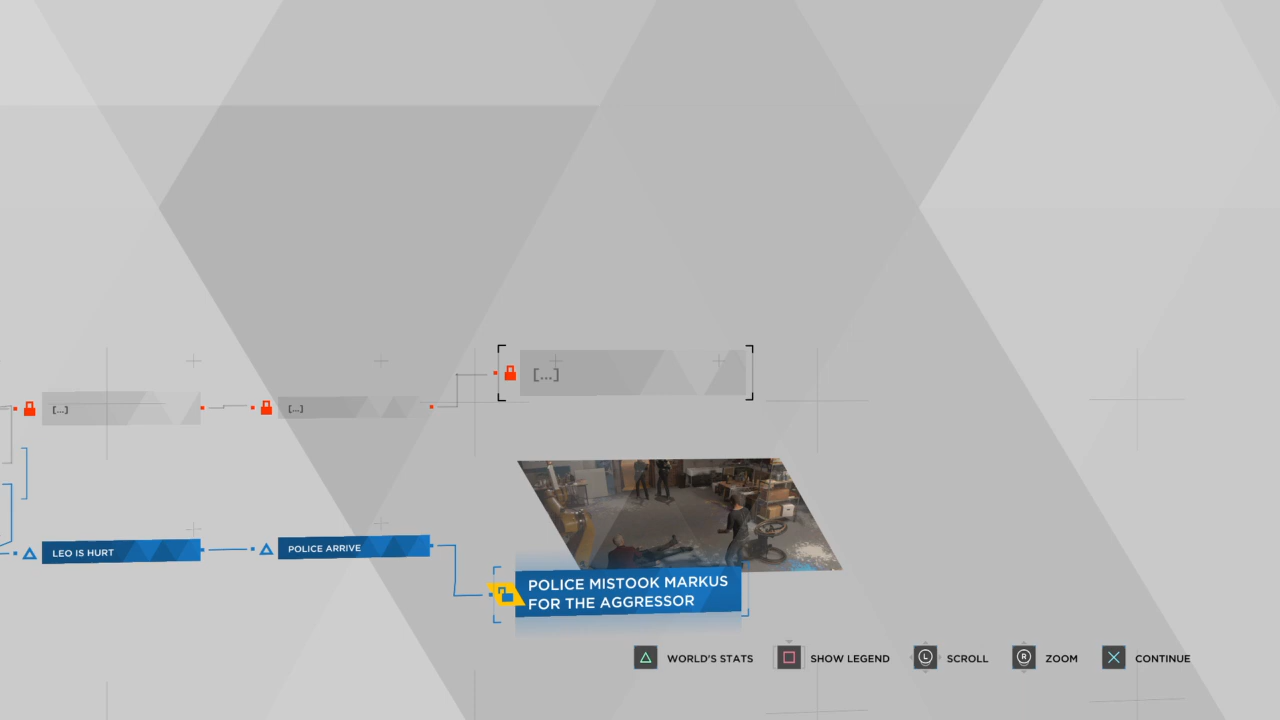 [...]
[...]
[...]
LEO IS HURT
POLICE ARRIVE
POLICE MISTOOK MARKUS
FOR THE AGGRESSOR
WORLD'S STATS
SHOW LEGEND
L
SCROLL
R
ZOOM
CONTINUE